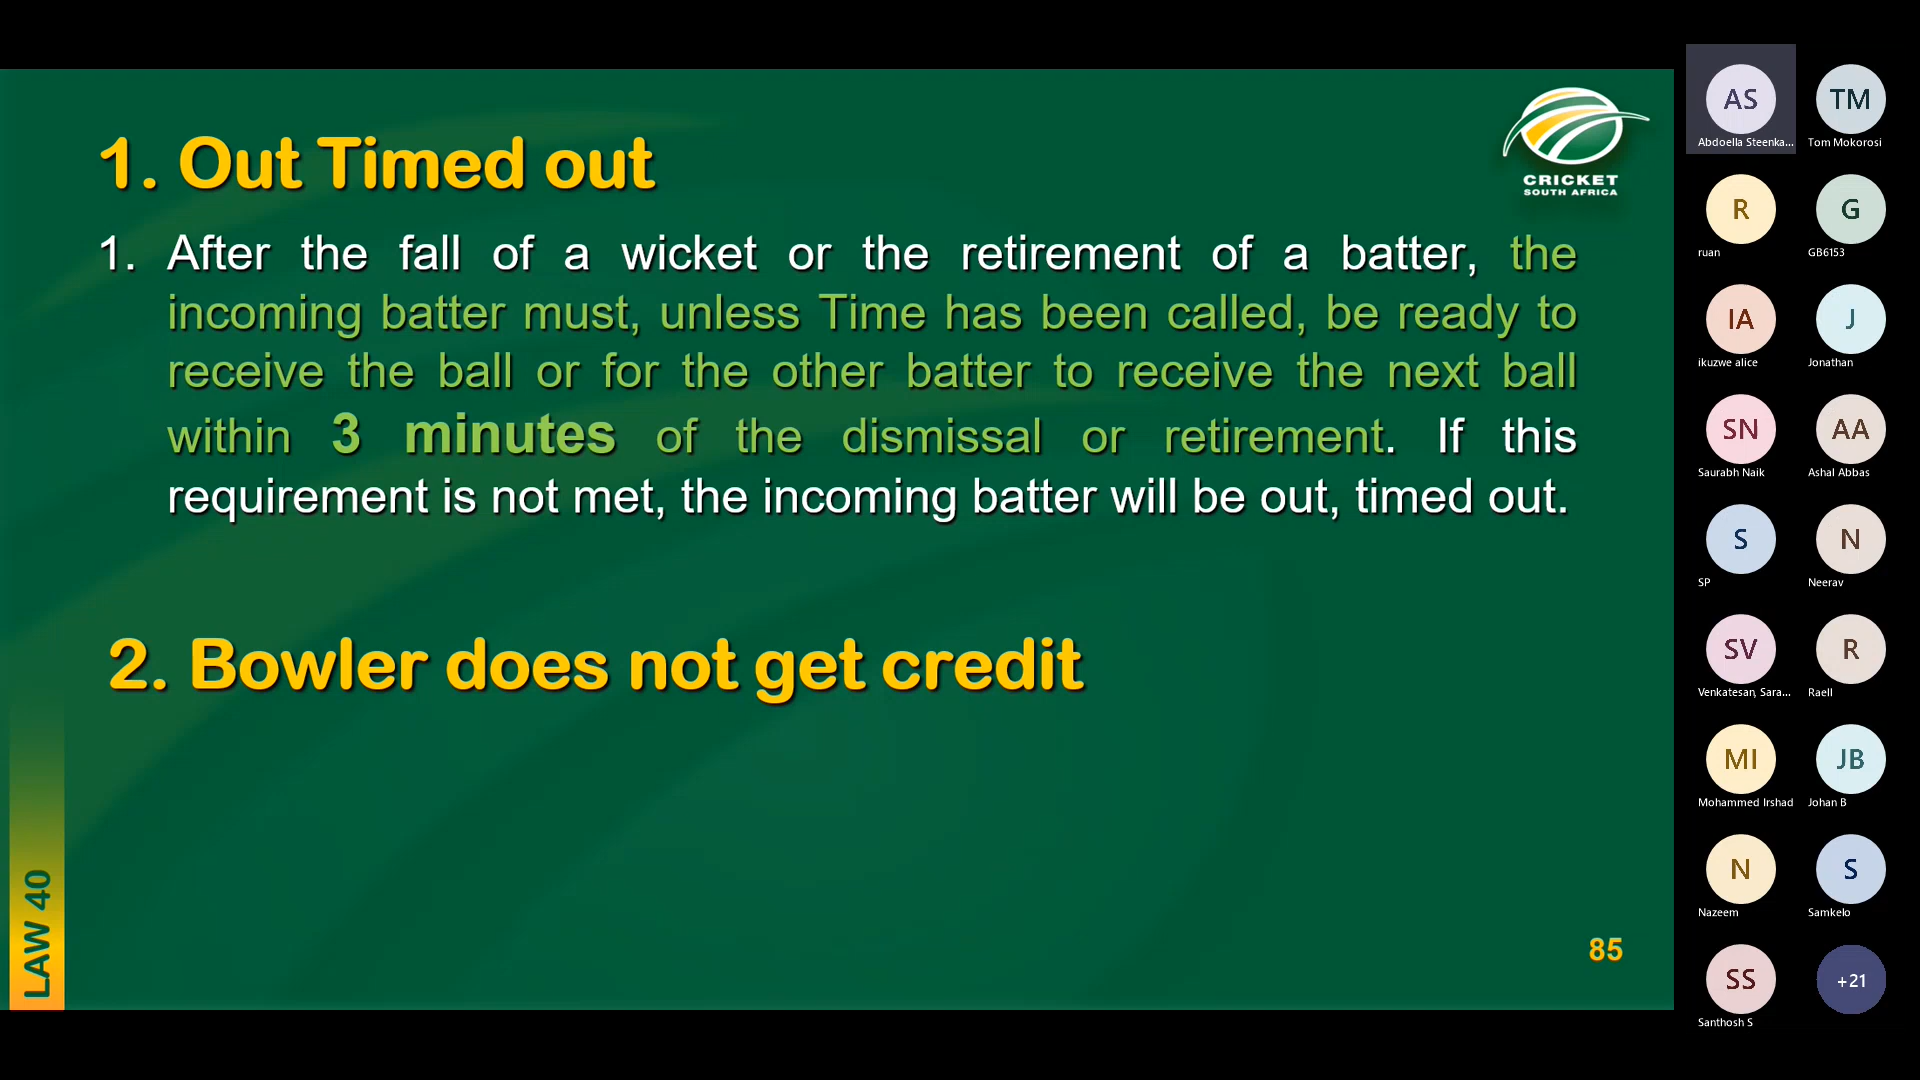 1. Out Timed out
CRICKET
SOUTH AFRICA
1. After the fall of a wicket or the retirement of a batter, the
incoming batter must, unless Time has been called, be ready to
receive the ball or for the other batter to receive the next ball
within 3 minutes of the dismissal or retirement. If this
requirement is not met, the incoming batter will be out, timed out.
2. Bowler does not get credit
LAW 40
85
AS
Abdoella Steenka...
TM
Tom Mokorosi
R
ruan
G
GB6153
IA
ikuzwe alice
J
Jonathan
SN
Saurabh Naik
AA
Ashal Abbas
S
SP
N
Neerav
SV
Venkatesan, Sara...
R
Raell
MI
Mohammed Irshad
JB
Johan B
N
Nazeem
S
Samkelo
SS
Santhosh S
+21